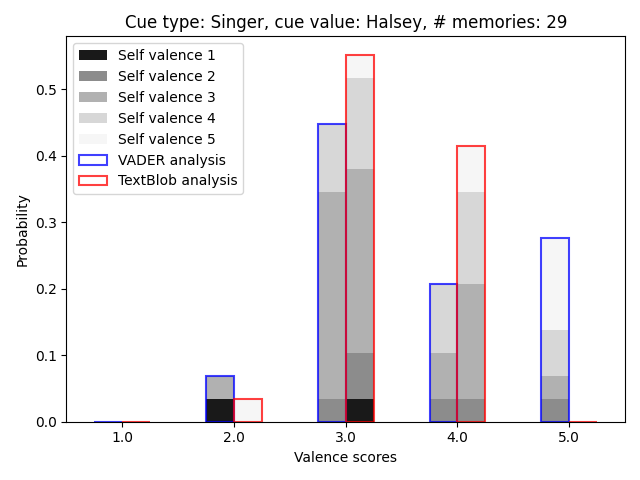 Cue type: Singer, cue value: Halsey, # memories: 29
Self valence 1
Self valence 2
Self valence 3
Self valence 4
Self valence 5
VADER analysis
TextBlob analysis
Probability
0.5
0.4
0.3
0.2
0.1
0.0
1.0 2.0 3.0 4.0 5.0
Valence scores